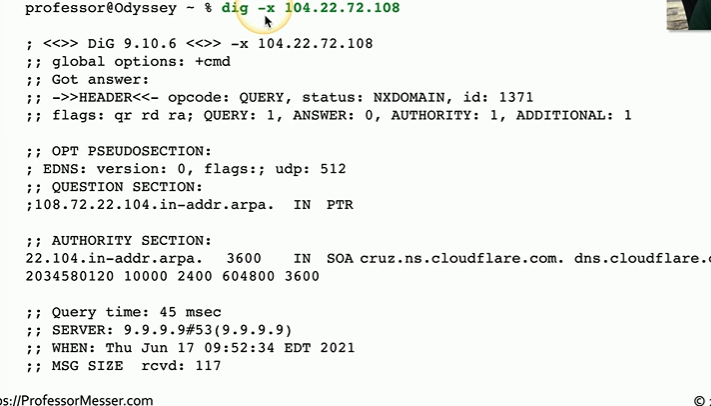 professor@Odyssey ~ % dig -x 104.22.72.108
; <<>> DiG 9.10.6 <<>> -x 104.22.72.108
;; global options: +cmd
;; Got answer:
;; ->>HEADER<<- opcode: QUERY, status: NXDOMAIN, id: 1371
;; flags: qr rd ra; QUERY: 1, ANSWER: 0, AUTHORITY: 1, ADDITIONAL: 1
;; OPT PSEUDOSECTION:
; EDNS: version: 0, flags:; udp: 512
;; QUESTION SECTION:
;108.72.22.104.in-addr.arpa. IN PTR
;; AUTHORITY SECTION:
22.104.in-addr.arpa. 3600 IN SOA cruz.ns.cloudflare.com. dns.cloudflare.
2034580120 10000 2400 604800 3600
;; Query time: 45 msec
;; SERVER: 9.9.9.9#53(9.9.9.9)
;; WHEN: Thu Jun 17 09:52:34 EDT 2021
;; MSG SIZE rcvd: 117
ps://ProfessorMesser.com
©